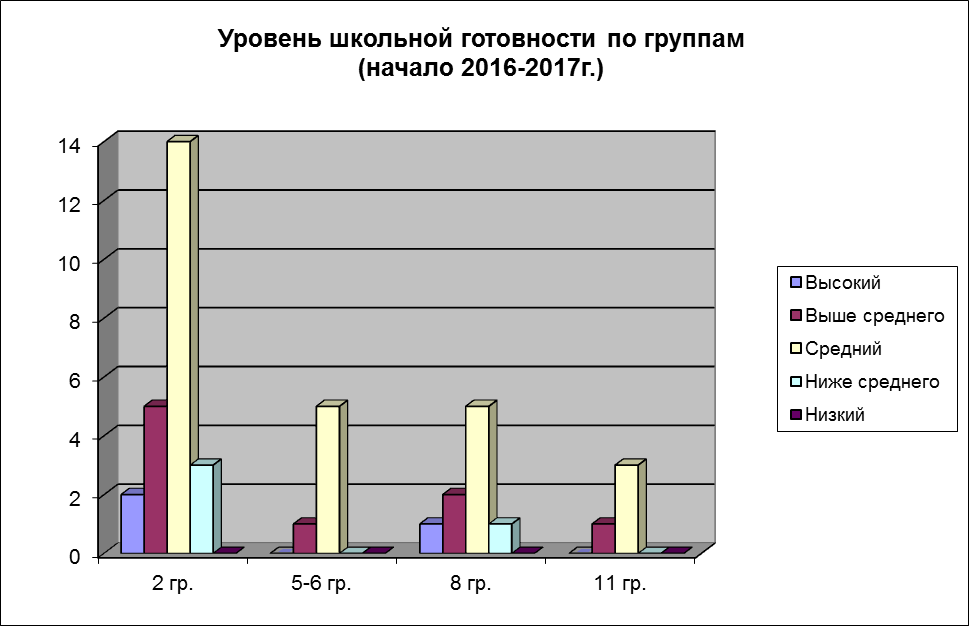 Уровень школьной готовности по группам
(начало 2016-2017г.)
14
12
10
8
6
4
2
0
2 гр.
5-6 гр.
8 гр.
11 гр.
Высокий
Выше среднего
Средний
Ниже среднего
Низкий